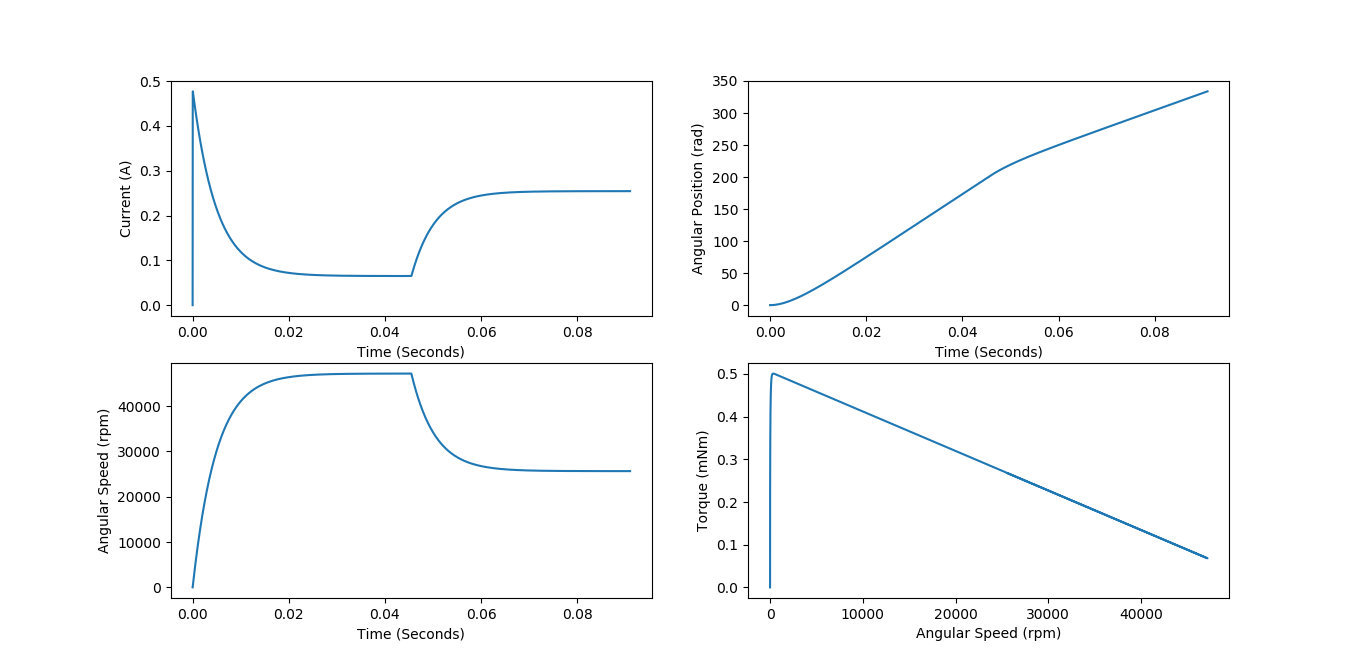 0.5
0.4
0.3
0.2
0.1
0.0
Current (A)
0.00 0.02 0.04 0.06 0.08
Time (Seconds)
350
300
250
200
150
100
50
0
Angular Position (rad)
0.00 0.02 0.04 0.06 0.08
Time (Seconds)
40000
30000
20000
10000
0
Angular Speed (rpm)
0.00 0.02 0.04 0.06 0.08
Time (Seconds)
0.5
0.4
0.3
0.2
0.1
0.0
Torque (mNm)
0 10000 20000 30000 40000
Angular Speed (rpm)